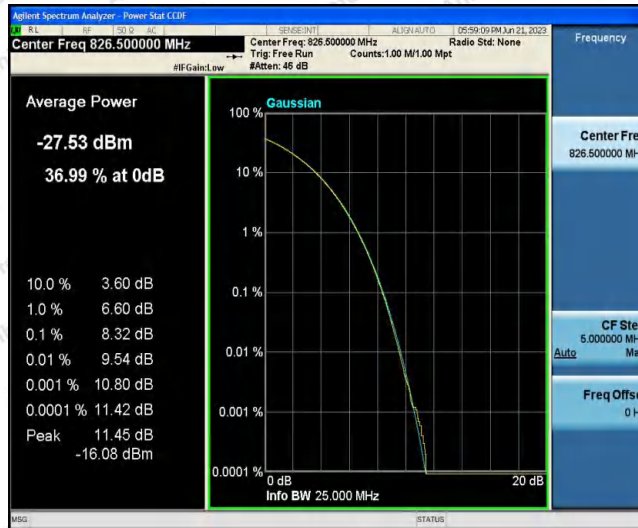 Agilent Spectrum Analyzer - Power Stat CCDF
RL RF 50 Ω AC SENSE:INT ALIGN AUTO 05:59:09 PM Jun 21, 2023
Center Freq 826.500000 MHz
Center Freq: 826.500000 MHz Radio Std: None
Trig: Free Run Counts:1.00 M/1.00 Mpt
#IFGain:Low #Atten: 46 dB
Frequency
Average Power
-27.53 dBm
36.99 % at 0dB
10.0 % 3.60 dB
1.0 % 6.60 dB
0.1 % 8.32 dB
0.01 % 9.54 dB
0.001 % 10.80 dB
0.0001 % 11.42 dB
Peak 11.45 dB
-16.08 dBm
Gaussian
100 %
10 %
1 %
0.1 %
0.01 %
0.001 %
0.0001 %
0 dB 20 dB
Info BW 25.000 MHz
Center Fre
826.500000 MH
CF Ste
5.000000 MH
Auto Ma
Freq Offs
0 H
MSG STATUS